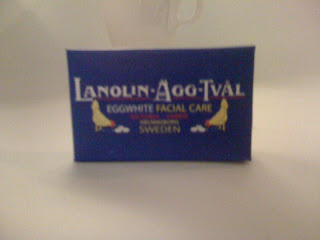 LANOLIN-ÄGG-TVÅL
EGGWHITE FACIAL CARE
SWEDEN